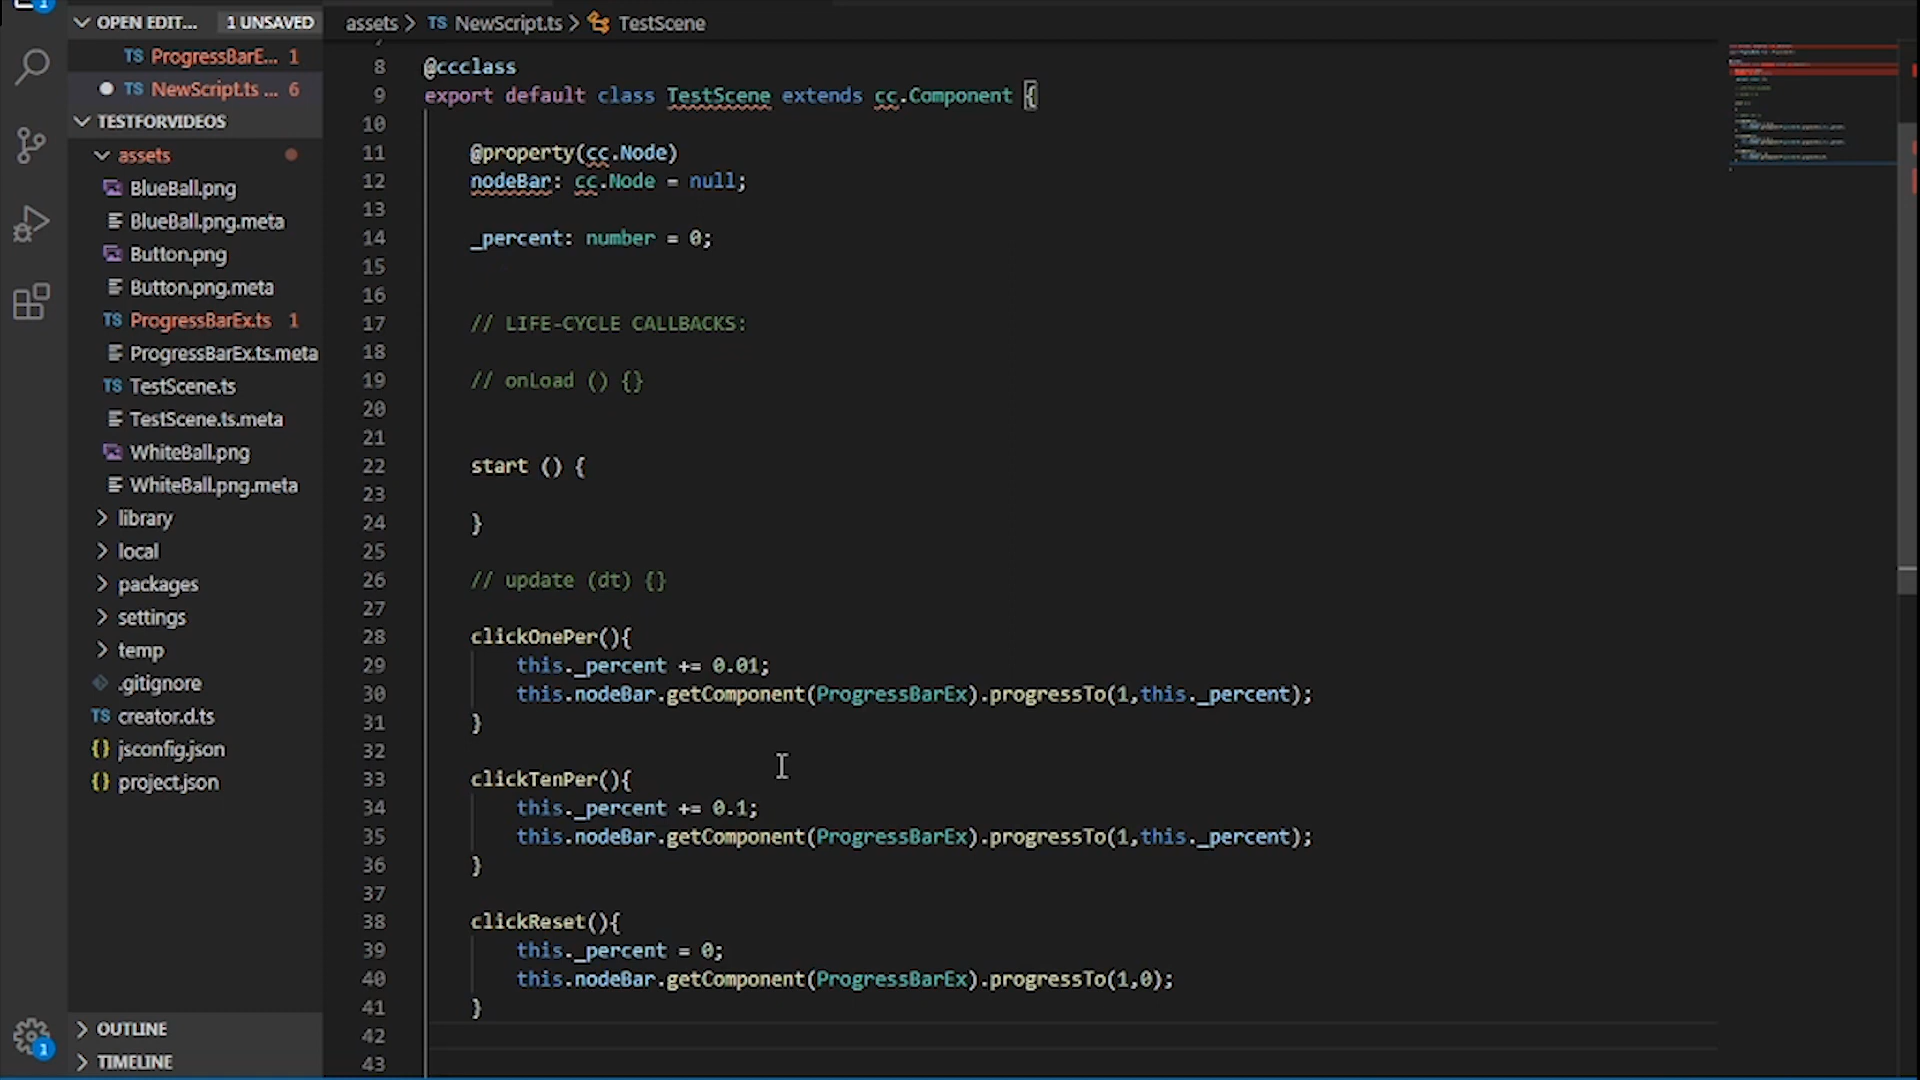 OPEN EDIT... 1 UNSAVED
TS ProgressBarE... 1
TS NewScript.ts ... 6
TESTFORVIDEOS
assets
BlueBall.png
BlueBall.png.meta
Button.png
Button.png.meta
TS ProgressBarEx.ts 1
ProgressBarEx.ts.meta
TS TestScene.ts
TestScene.ts.meta
WhiteBall.png
WhiteBall.png.meta
library
local
packages
settings
temp
.gitignore
TS creator.d.ts
{} jsconfig.json
{} project.json
OUTLINE
TIMELINE
1
1
assets > TS NewScript.ts > TestScene
8 @ccclass
9 export default class TestScene extends cc.Component {
10
11 @property(cc.Node)
12 nodeBar: cc.Node = null;
13
14 _percent: number = 0;
15
16
17 // LIFE-CYCLE CALLBACKS:
18
19 // onLoad () {}
20
21
22 start () {
23
24 }
25
26 // update (dt) {}
27
28 clickOnePer(){
29 this._percent += 0.01;
30 this.nodeBar.getComponent(ProgressBarEx).progressTo(1,this._percent);
31 }
32
33 clickTenPer(){
34 this._percent += 0.1;
35 this.nodeBar.getComponent(ProgressBarEx).progressTo(1,this._percent);
36 }
37
38 clickReset(){
39 this._percent = 0;
40 this.nodeBar.getComponent(ProgressBarEx).progressTo(1,0);
41 }
42
43